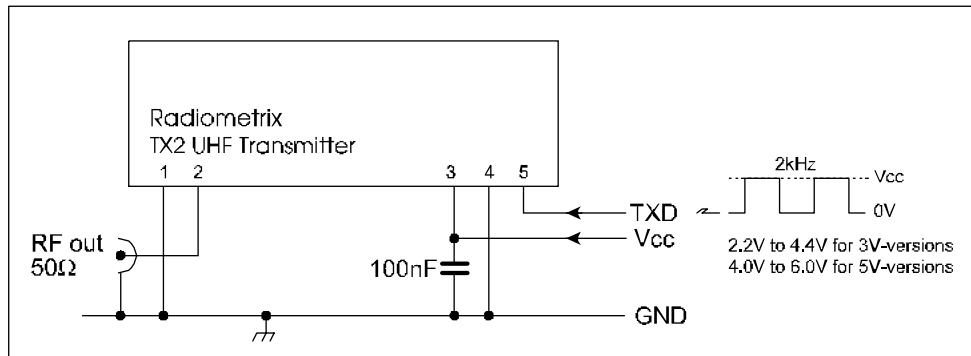 Radiometrix
TX2 UHF Transmitter
1 2 3 4 5
2kHz
Vcc
0V
TXD
Vcc
RF out
50Ω
100nF
2.2V to 4.4V for 3V-versions
4.0V to 6.0V for 5V-versions
GND